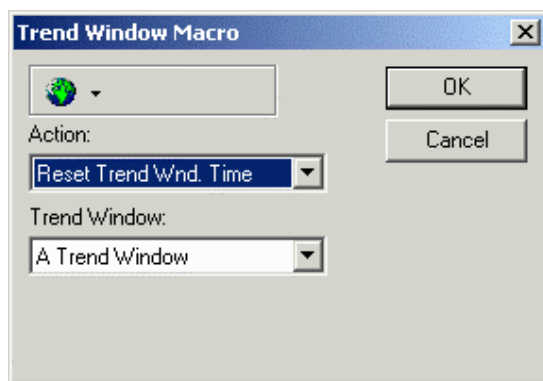 Trend Window Macro
OK
Action:
Cancel
Reset Trend Wnd. Time
Trend Window:
A Trend Window